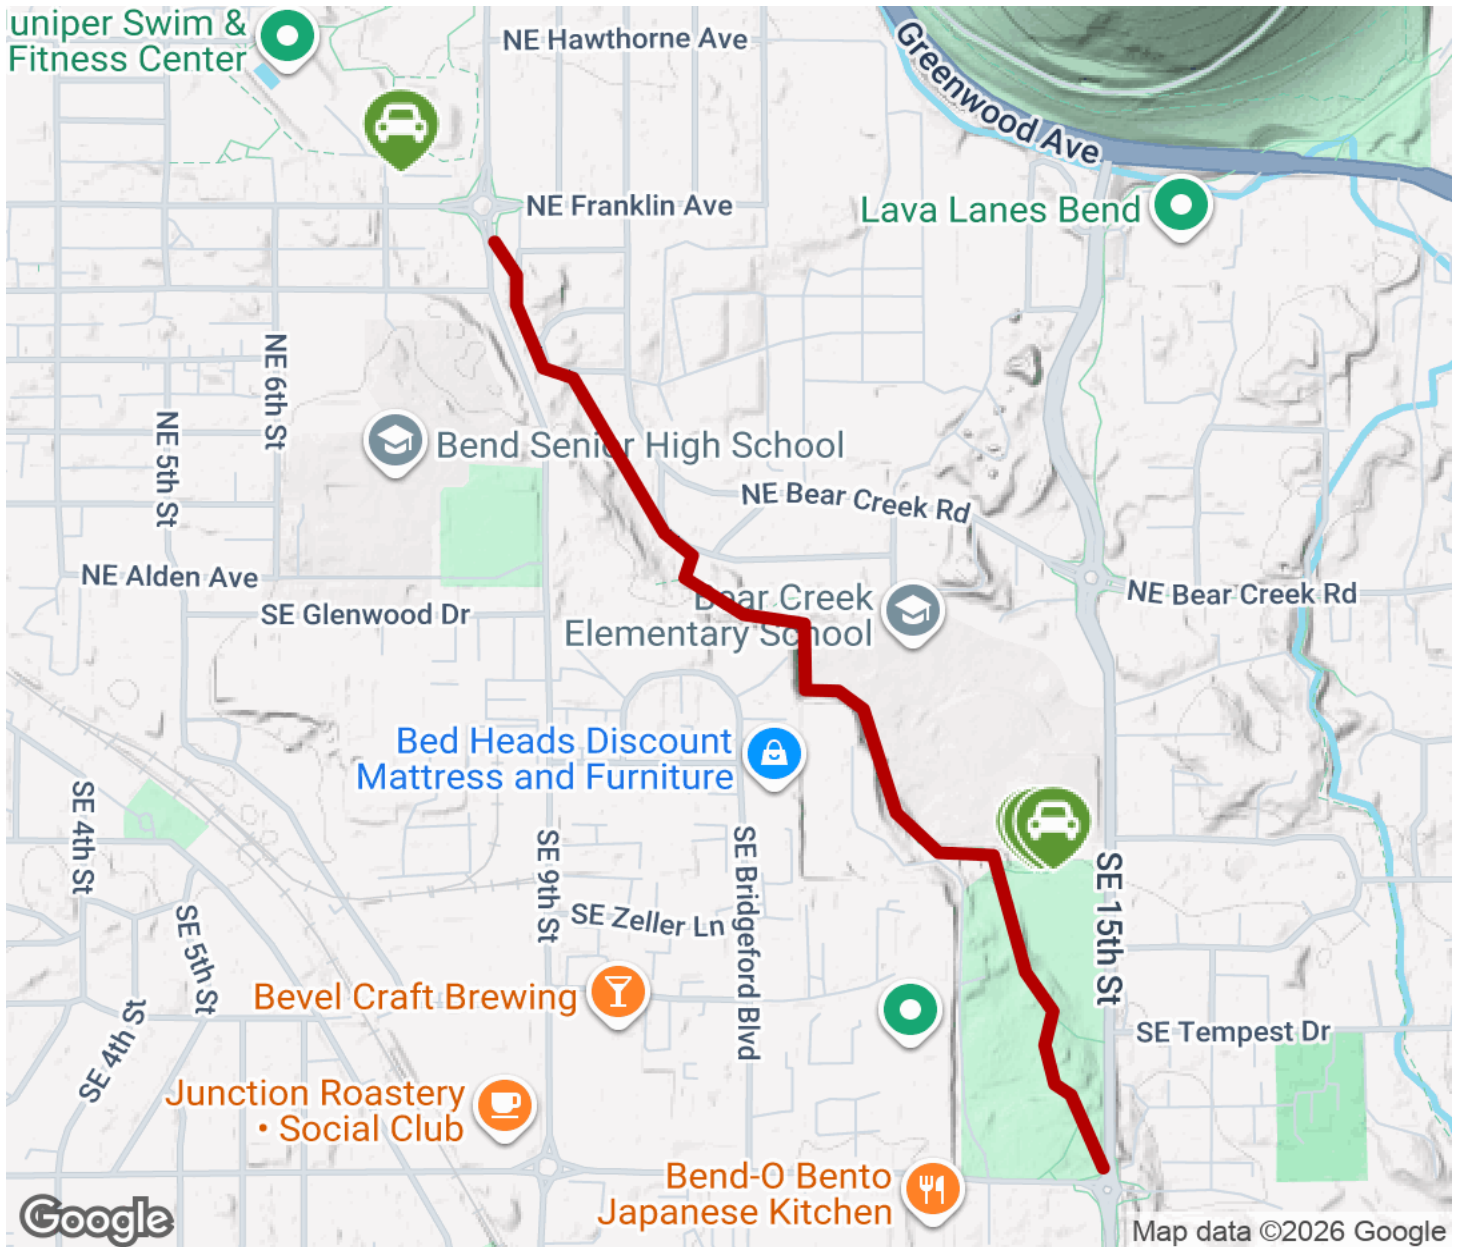 uniper Swim &
Fitness Center
NE Hawthorne Ave
Greenwood Ave
NE Franklin Ave
Lava Lanes Bend
NE 6th St
NE 5th St
Bend Senior High School
NE Bear Creek Rd
NE Alden Ave
SE Glenwood Dr
Bear Creek
Elementary School
NE Bear Creek Rd
Bed Heads Discount
Mattress and Furniture
SE 4th St
SE 9th St
SE Bridgeford Blvd
SE 15th St
SE 5th St
SE Zeller Ln
Bevel Craft Brewing
SE 4th St
SE Tempest Dr
Junction Roastery
• Social Club
Bend-O Bento
Japanese Kitchen
Google
Map data ©2026 Google